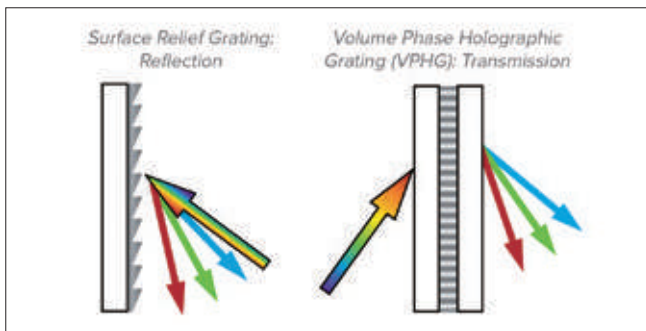 Surface Relief Grating:
Reflection
Volume Phase Holographic
Grating (VPHG): Transmission